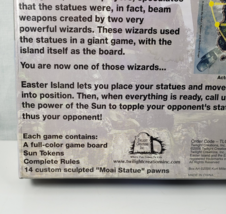 that the statues were, in fact, beam
weapons created by two very
powerful wizards. These wizards used
the statues in a giant game, with the
island itself as the board.
You are now one of those wizards...
Easter Island lets you place your statues and move
into position. Then, when everything is ready, call u
the power of the Sun to topple your opponent's sta
thus your opponent!
Each game contains:
A full-color game board
Sun Tokens
Complete Rules
14 custom sculpted "Moai Statue" pawns
www.twilightcreationsinc.com